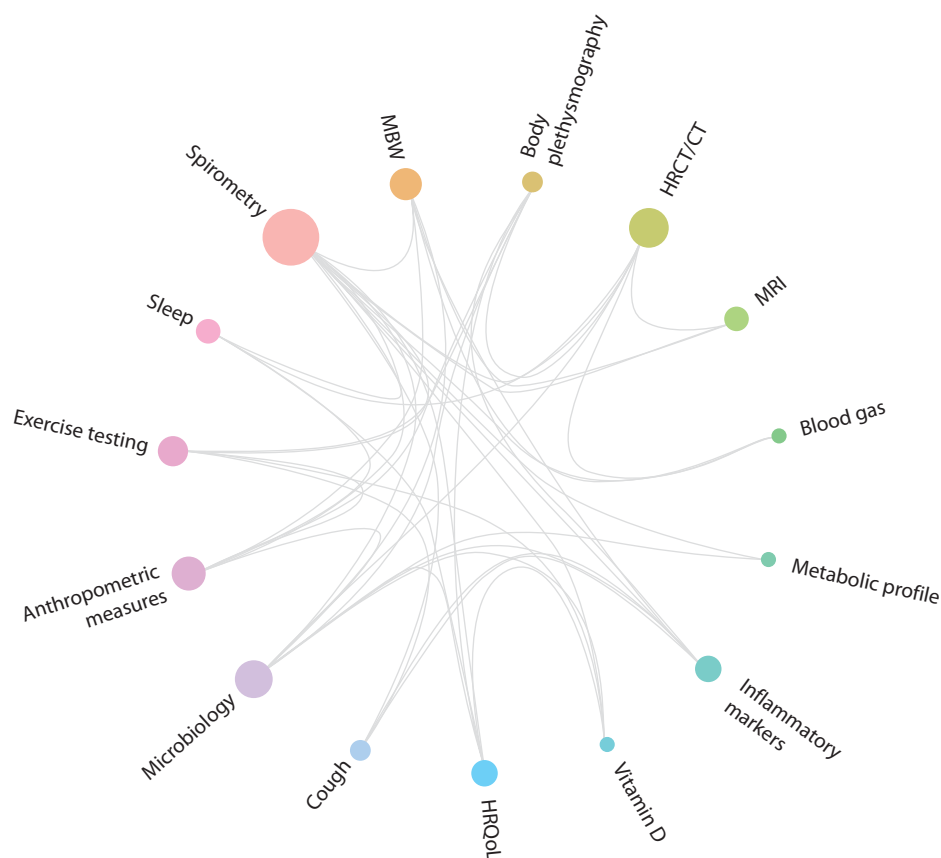 Body
plethysmography
MBW
HRCT/CT
Spirometry
MRI
Sleep
Blood gas
Exercise testing
Metabolic profile
Anthropometric
measures
Inflammatory
markers
Microbiology
Cough
HRQoL
Vitamin D